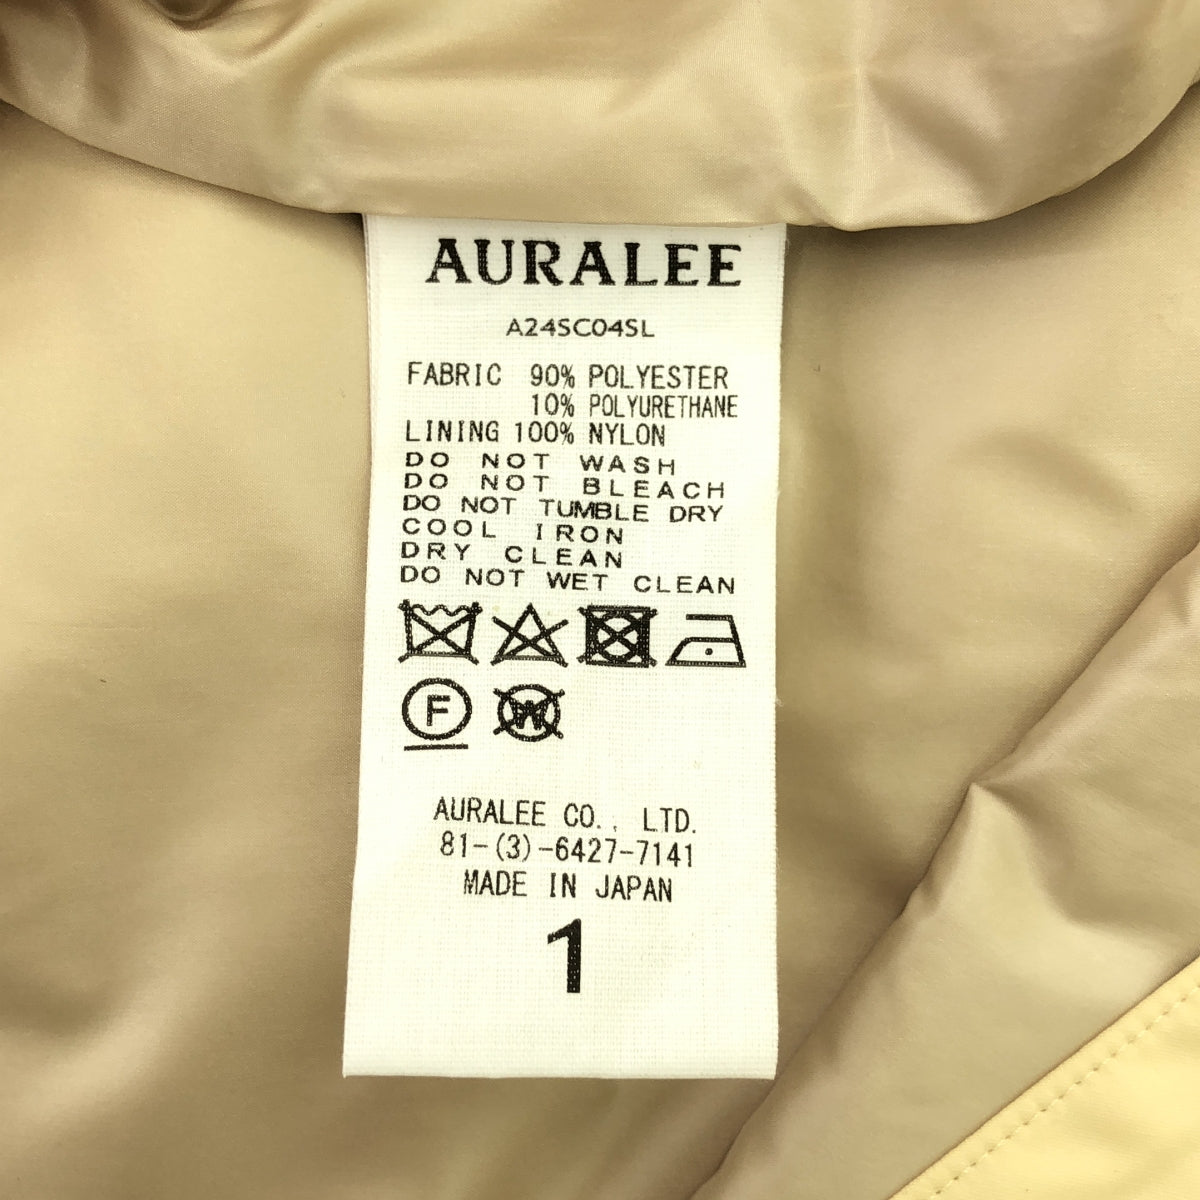 AURALEE
A24SC04SL
FABRIC 90% POLYESTER
10% POLYURETHANE
LINING 100% NYLON
DO NOT WASH
DO NOT BLEACH
DO NOT TUMBLE DRY
COOL IRON
DRY CLEAN
DO NOT WET CLEAN
F W
AURALEE CO., LTD.
81-(3)-6427-7141
MADE IN JAPAN
1